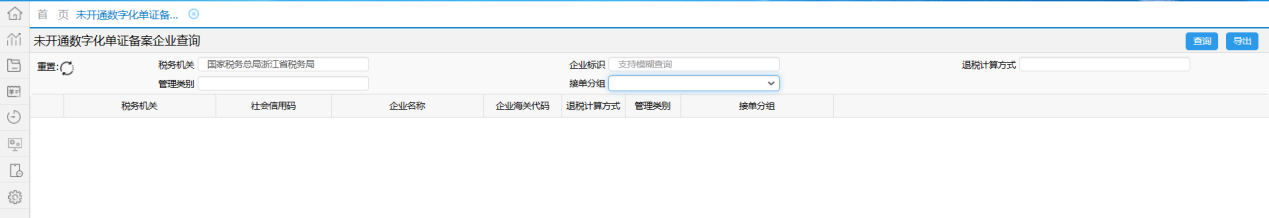 首 页 未开通数字化单证备...
未开通数字化单证备案企业查询 查询 导出
重置: 税务机关 国家税务总局浙江省税务局 企业标识 支持模糊查询 退税计算方式
管理类别 接单分组
税务机关 社会信用码 企业名称 企业海关代码 退税计算方式 管理类别 接单分组